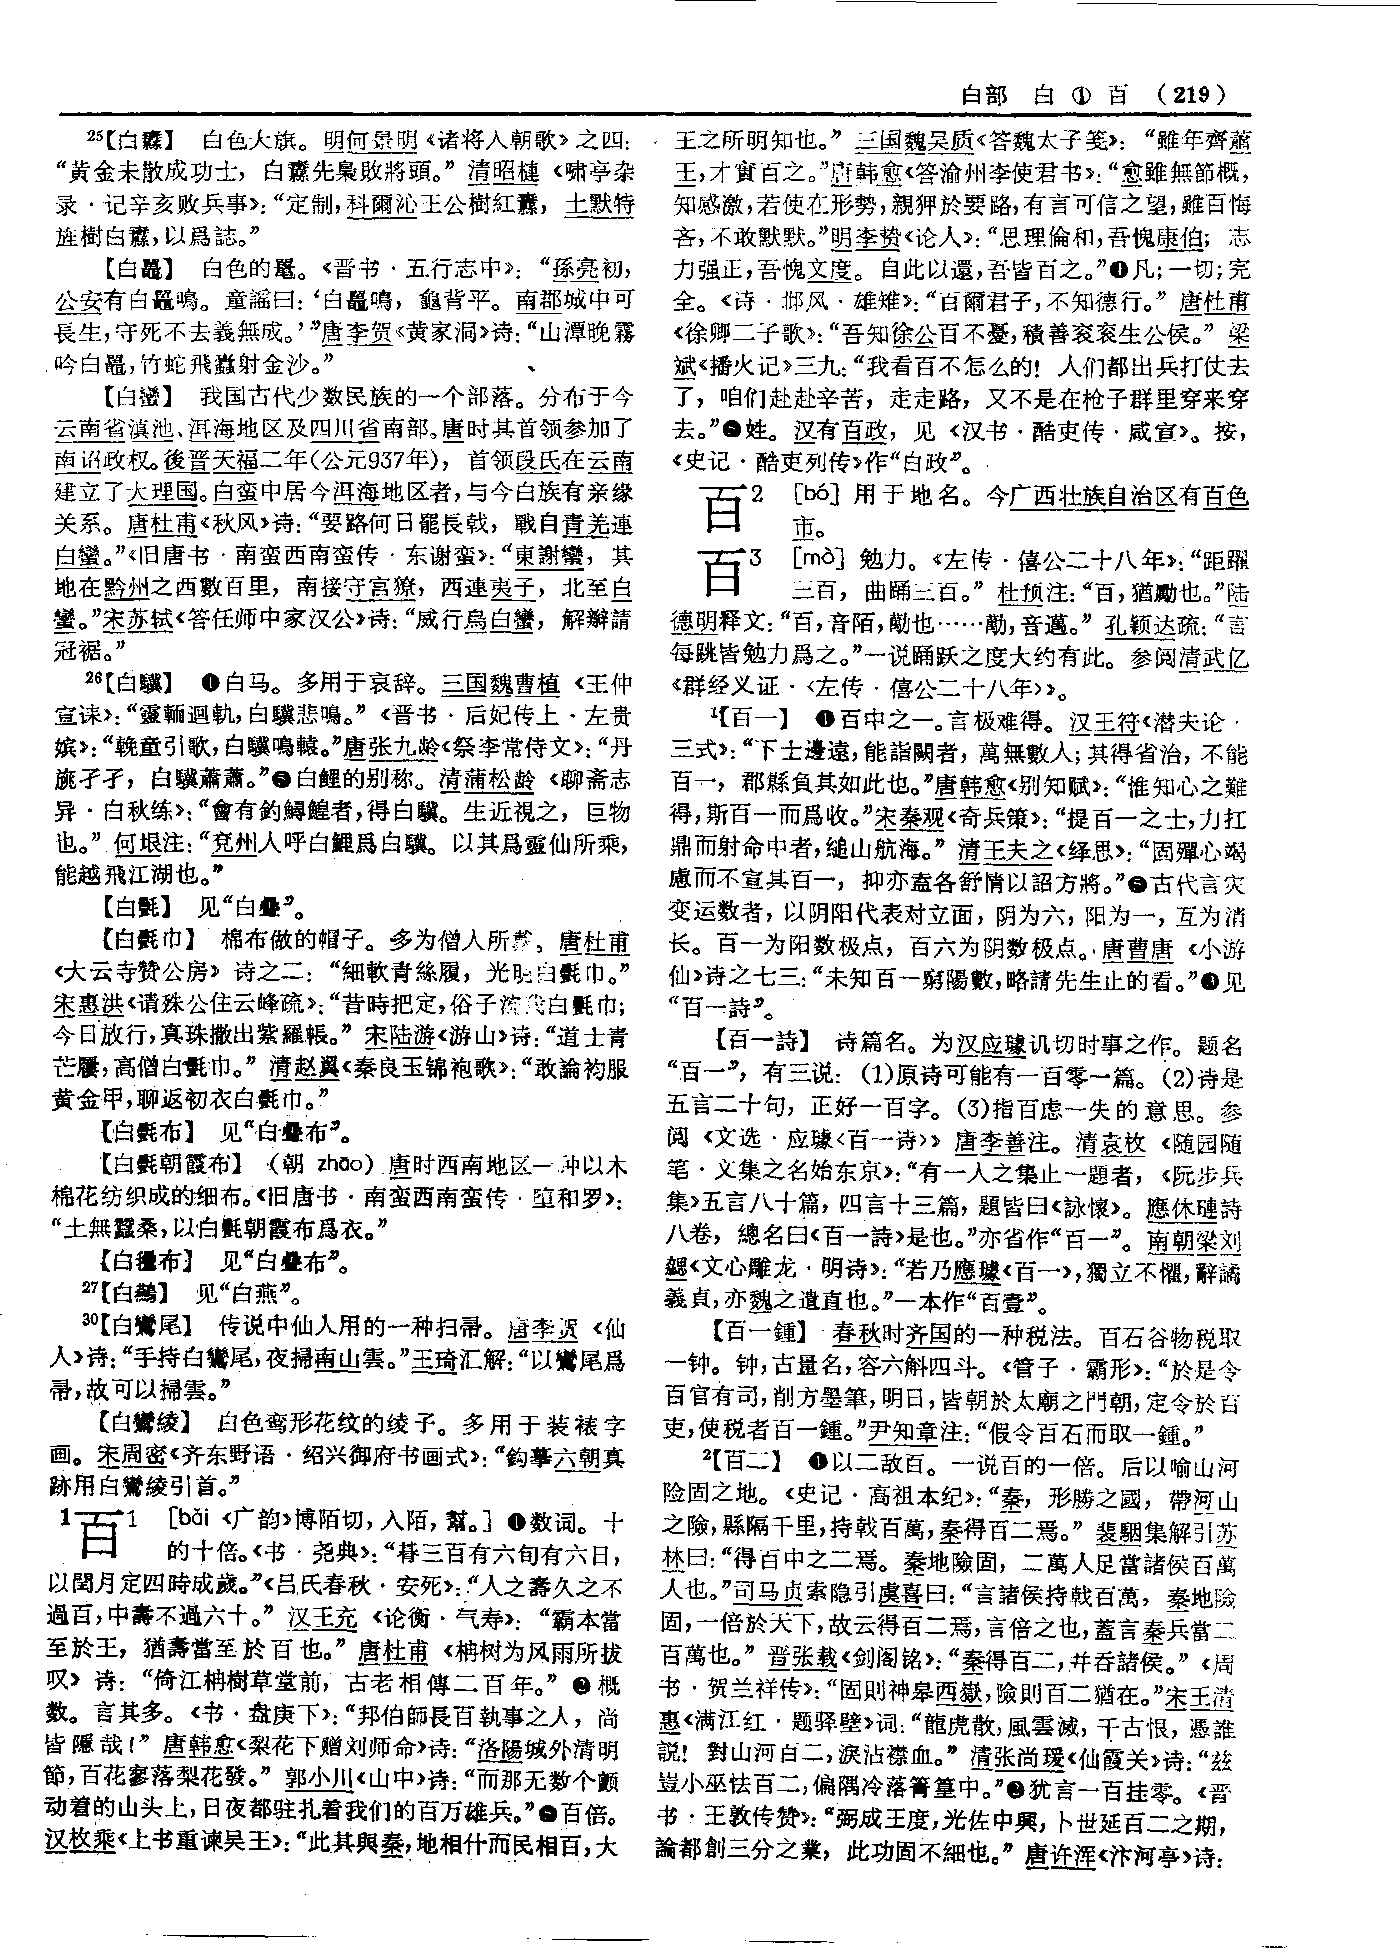 白部 白①百 (219)
²⁵【白纛】 白色大旗。明何景明《诸将入朝歌》之四：
“黄金未散成功士，白纛先梟敗將頭。”清昭槤《啸亭杂
录·记辛亥败兵事》：“定制，科爾沁王公樹紅纛，土默特
旌樹白纛，以爲誌。”
【白鼉】 白色的鼍。《晋书·五行志中》：“孫亮初，
公安有白鼉鳴。童謡曰：‘白鼉鳴，龜背平。南郡城中可
長生，守死不去義無成。’”唐李贺《黄家洞》诗：“山潭晚霧
吟白鼉，竹蛇飛蠹射金沙。”
【白蠻】 我国古代少数民族的一个部落。分布于今
云南省滇池、洱海地区及四川省南部。唐时其首领参加了
南诏政权。後晋天福二年(公元937年)，首领段氏在云南
建立了大理国。白蛮中居今洱海地区者，与今白族有亲缘
关系。唐杜甫《秋风》诗：“要路何日罷長戟，戰自青羌連
白蠻。”《旧唐书·南蛮西南蛮传·东谢蛮》：“東謝蠻，其
地在黔州之西數百里，南接守宫獠，西連夷子，北至白
蠻。”宋苏轼《答任师中家汉公》诗：“威行烏白蠻，解辮請
冠裾。”
²⁶【白驥】 ❶白马。多用于哀辞。三国魏曹植《王仲
宣诔》：“靈輀迴軌，白驥悲鳴。”《晋书·后妃传上·左贵
嫔》：“輓童引歌，白驥鳴轅。”唐张九龄《祭李常侍文》：“丹
旐孑孑，白驥蕭蕭。”❷白鲤的别称。清蒲松龄《聊斋志
异·白秋练》：“會有釣鱘鰉者，得白驥。生近視之，巨物
也。”何垠注：“兗州人呼白鯉爲白驥。以其爲靈仙所乘，
能越飛江湖也。”
【白㲲】 见“白疊”。
【白㲲巾】 棉布做的帽子。多为僧人所戴。唐杜甫
《大云寺赞公房》诗之二：“細軟青絲履，光明白㲲巾。”
宋惠洪《请殊公住云峰疏》：“昔時把定，俗子白㲲巾；
今日放行，真珠撒出紫羅帳。”宋陆游《游山》诗：“道士青
芒屨，高僧白㲲巾。”清赵翼《秦良玉锦袍歌》：“敢論袀服
黄金甲，聊返初衣白㲲巾。”
【白㲲布】 见“白疊布”。
【白㲲朝霞布】 (朝 zhāo) 唐时西南地区一种以木
棉花纺织成的细布。《旧唐书·南蛮西南蛮传·堕和罗》：
“土無蠶桑，以白㲲朝霞布爲衣。”
【白布】 见“白疊布”。
²⁷【白鷰】 见“白燕”。
³⁰【白鸞尾】 传说中仙人用的一种扫帚。唐李贺《仙
人》诗：“手持白鸞尾，夜掃南山雲。”王琦汇解：“以鸞尾爲
帚，故可以掃雲。”
【白鸞綾】 白色鸾形花纹的绫子。多用于装裱字
画。宋周密《齐东野语·绍兴御府书画式》：“鈎摹六朝真
跡用白鸞綾引首。”
1百1 [bǎi 《广韵》博陌切，入陌，幫。] ❶数词。十
的十倍。《书·尧典》：“朞三百有六旬有六日，
以閏月定四時成歲。”《吕氏春秋·安死》：“人之壽久之不
過百，中壽不過六十。”汉王充《论衡·气寿》：“霸本當
至於王，猶壽當至於百也。”唐杜甫《枏树为风雨所拔
叹》诗：“倚江枏樹草堂前，古老相傳二百年。”❷概
数。言其多。《书·盘庚下》：“邦伯師長百執事之人，尚
皆隱哉！”唐韩愈《梨花下赠刘师命》诗：“洛陽城外清明
節，百花寥落梨花發。”郭小川《山中》诗：“而那无数个颤
动着的山头上，日夜都驻扎着我们的百万雄兵。”❸百倍。
汉枚乘《上书重谏吴王》：“此其與秦，地相什而民相百，大
王之所明知也。”三国魏吴质《答魏太子笺》：“雖年齊蕭
王，才實百之。”唐韩愈《答渝州李使君书》：“愈雖無節概，
知感激，若使在形勢，親狎於要路，有言可信之望，雖百悔
吝，不敢默默。”明李贽《论人》：“思理倫和，吾愧康伯；志
力强正，吾愧文度。自此以還，吾皆百之。”❹凡；一切；完
全。《诗·邶风·雄雉》：“百爾君子，不知德行。”唐杜甫
《徐卿二子歌》：“吾知徐公百不憂，積善衮衮生公侯。”梁
斌《播火记》三九：“我看百不怎么的！人们都出兵打仗去
了，咱们赴赴辛苦，走走路，又不是在枪子群里穿来穿
去。”❺姓。汉有百政，见《汉书·酷吏传·咸宣》。按，
《史记·酷吏列传》作“白政”。
百2 [bó] 用于地名。今广西壮族自治区有百色
市。
百3 [mò] 勉力。《左传·僖公二十八年》：“距躍
三百，曲踊三百。”杜预注：“百，猶勵也。”陆
德明释文：“百，音陌，勱也……勱，音邁。”孔颖达疏：“言
每跳皆勉力爲之。”一说踊跃之度大约有此。参阅清武亿
《群经义证·〈左传·僖公二十八年〉》。
¹【百一】 ❶百中之一。言极难得。汉王符《潜夫论·
三式》：“下士邊遠，能詣闕者，萬無數人；其得省治，不能
百一，郡縣負其如此也。”唐韩愈《别知赋》：“惟知心之難
得，斯百一而爲收。”宋秦观《奇兵策》：“提百一之士，力扛
鼎而射命中者，縋山航海。”清王夫之《绎思》：“固殫心竭
慮而不宣其百一，抑亦盍各舒情以詔方將。”❷古代言灾
变运数者，以阴阳代表对立面，阴为六，阳为一，互为消
长。百一为阳数极点，百六为阴数极点。唐曹唐《小游
仙》诗之七三：“未知百一窮陽數，略請先生止的看。”❸见
“百一詩”。
【百一詩】 诗篇名。为汉应璩讥切时事之作。题名
“百一”，有三说：(1)原诗可能有一百零一篇。(2)诗是
五言二十句，正好一百字。(3)指百虑一失的意思。参
阅《文选·应璩〈百一诗〉》唐李善注。清袁枚《随园随
笔·文集之名始东京》：“有一人之集止一題者，《阮步兵
集》五言八十篇，四言十三篇，題皆曰《詠懷》。應休璉詩
八卷，總名曰《百一詩》是也。”亦省作“百一”。南朝梁刘
勰《文心雕龙·明诗》：“若乃應璩《百一》，獨立不懼，辭譎
義貞，亦魏之遺直也。”一本作“百壹”。
【百一鍾】 春秋时齐国的一种税法。百石谷物税取
一钟。钟，古量名，容六斛四斗。《管子·霸形》：“於是令
百官有司，削方墨筆，明日，皆朝於太廟之門朝，定令於百
吏，使税者百一鍾。”尹知章注：“假令百石而取一鍾。”
²【百二】 ❶以二敌百。一说百的一倍。后以喻山河
险固之地。《史记·高祖本纪》：“秦，形勝之國，帶河山
之險，縣隔千里，持戟百萬，秦得百二焉。”裴駰集解引苏
林曰：“得百中之二焉。秦地險固，二萬人足當諸侯百萬
人也。”司马贞索隐引虞喜曰：“言諸侯持戟百萬，秦地險
固，一倍於天下，故云得百二焉，言倍之也，蓋言秦兵當二
百萬也。”晋张载《剑阁铭》：“秦得百二，并吞諸侯。”《周
书·贺兰祥传》：“固則神皋西嶽，險則百二猶在。”宋王清
惠《满江红·题驿壁》词：“龍虎散，風雲滅，千古恨，憑誰
説！對山河百二，淚沾襟血。”清张尚瑗《仙霞关》诗：“兹
豈小巫怯百二，偏隅冷落篝篁中。”❷犹言一百挂零。《晋
书·王敦传赞》：“弼成王度，光佐中興，卜世延百二之期，
論都創三分之業，此功固不細也。”唐许浑《汴河亭》诗：